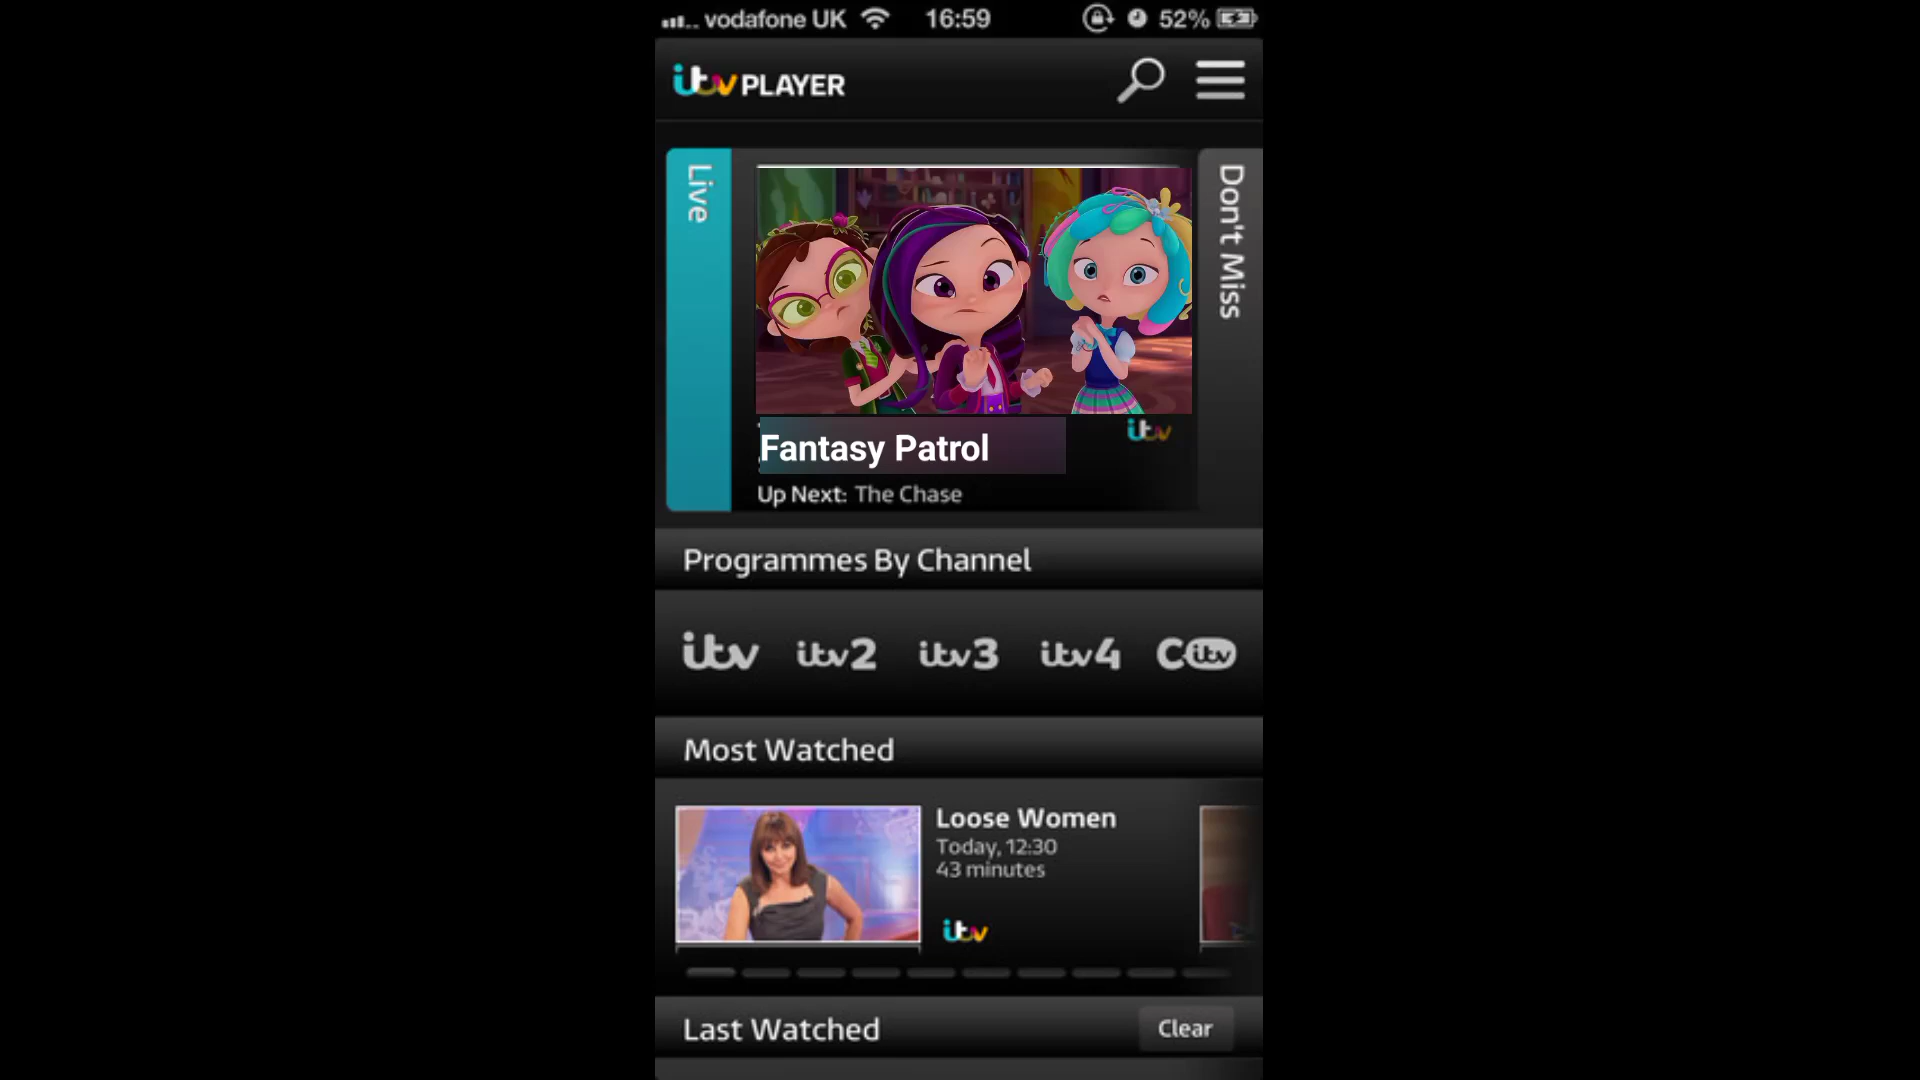 vodafone UK 16:59 52%
itv PLAYER
Live
Don't Miss
Fantasy Patrol
itv
Up Next: The Chase
Programmes By Channel
itv itv2 itv3 itv4 Citv
Most Watched
Loose Women
Today, 12:30
43 minutes
itv
Last Watched
Clear